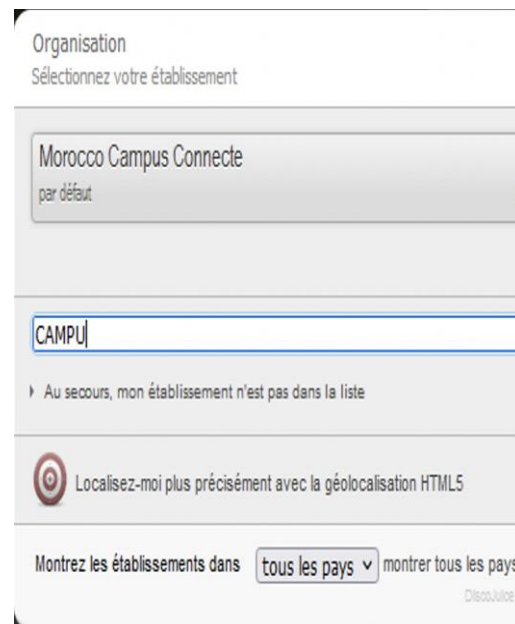 Organisation
Sélectionnez votre établissement
Morocco Campus Connecte
par défaut
CAMPU
Au secours, mon établissement n'est pas dans la liste
Localisez-moi plus précisément avec la géolocalisation HTML5
Montrez les établissements dans tous les pays montrer tous les pays
DiscoJuice